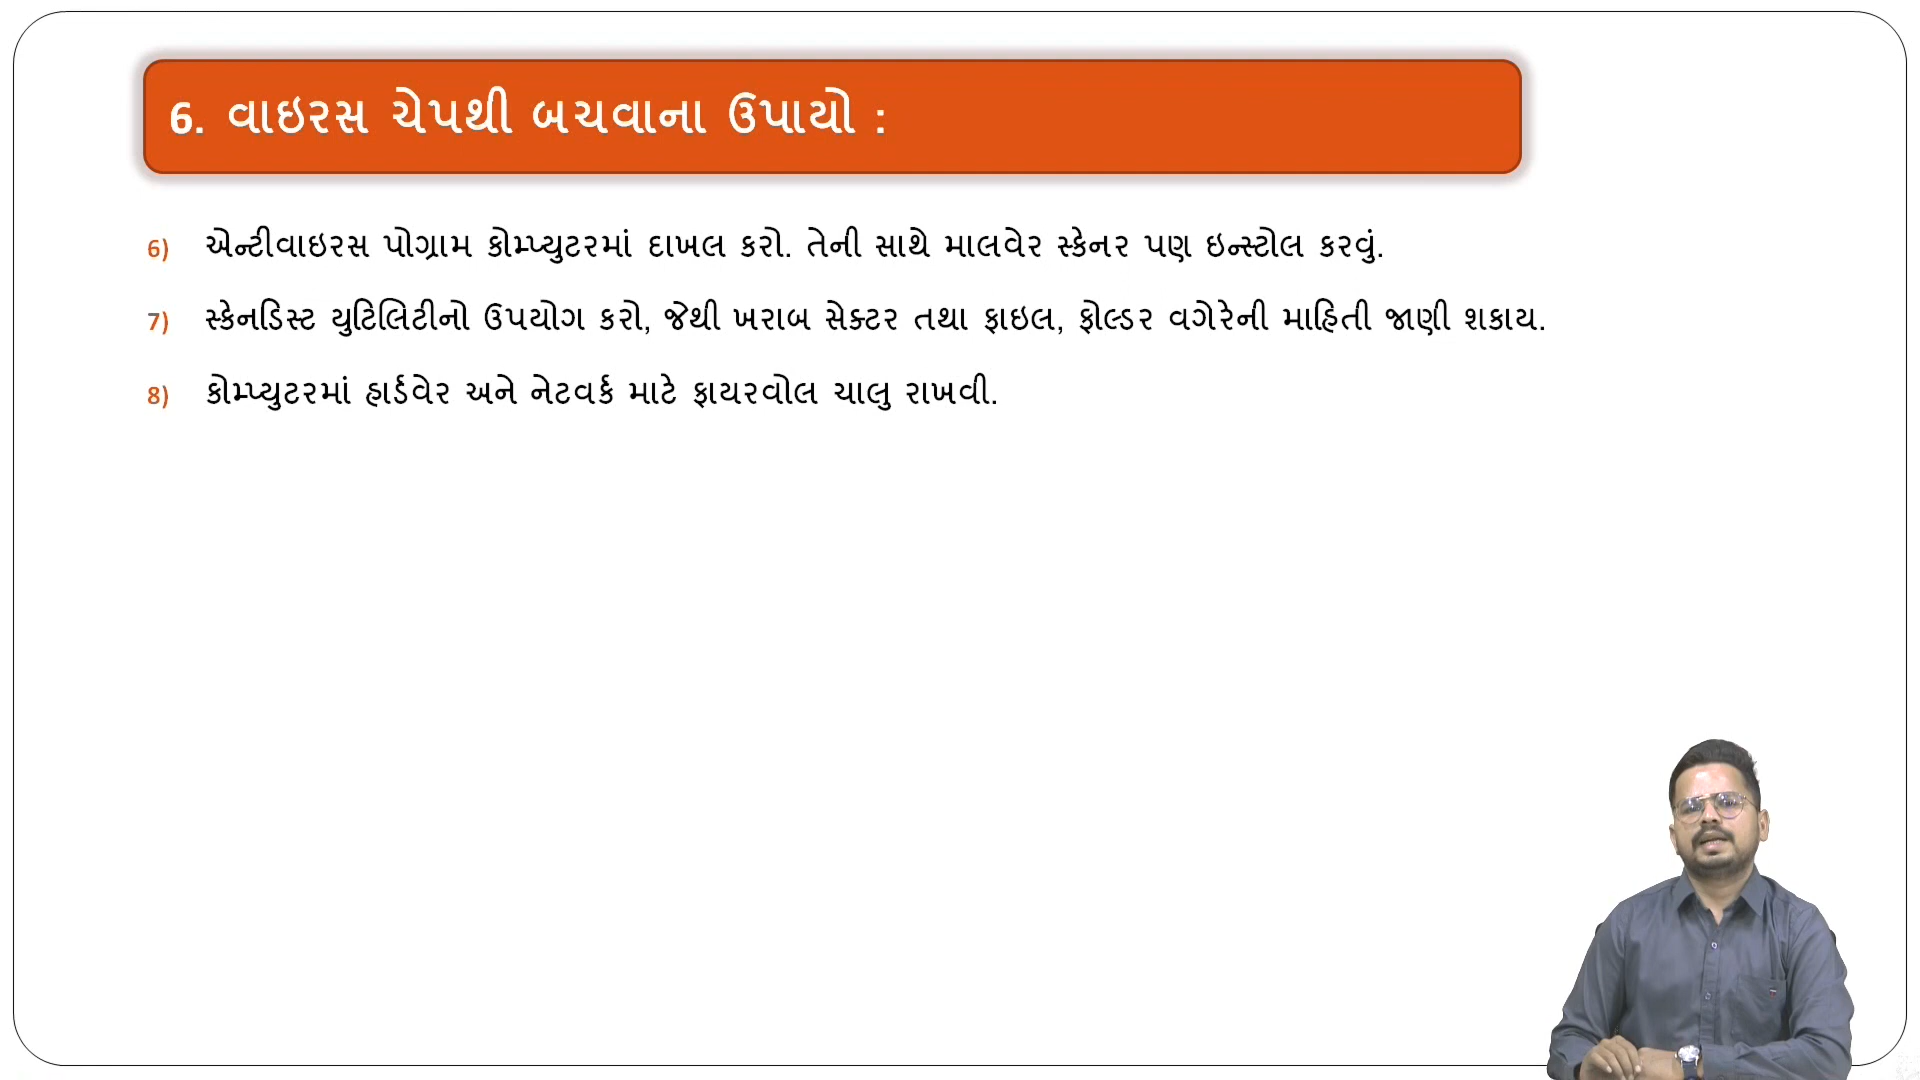 6. વાઇરસ ચેપથી બચવાના ઉપાયો :
6) એન્ટીવાઇરસ પોગ્રામ કોમ્પ્યુટરમાં દાખલ કરો. તેની સાથે માલવેર સ્કેનર પણ ઇન્સ્ટોલ કરવું.
7) સ્કેનડિસ્ટ યુટિલિટીનો ઉપયોગ કરો, જેથી ખરાબ સેક્ટર તથા ફાઇલ, ફોલ્ડર વગેરેની માહિતી જાણી શકાય.
8) કોમ્પ્યુટરમાં હાર્ડવેર અને નેટવર્ક માટે ફાયરવોલ ચાલુ રાખવી.